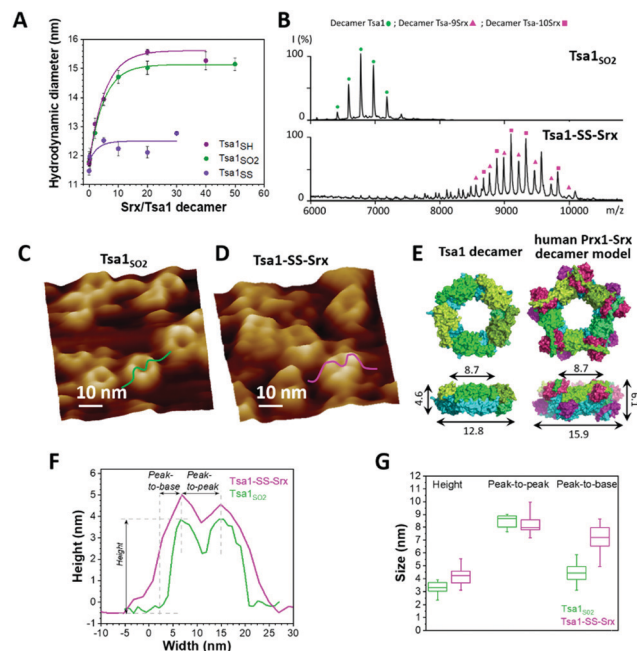 A
Hydrodynamic diameter (nm)
16
15
14
13
12
11
0 10 20 30 40 50 60
Srx/Tsa1 decamer
Tsa1SH
Tsa1SO2
Tsa1SS
B
Decamer Tsa1 ; Decamer Tsa-9Srx ; Decamer Tsa-10Srx
I (%)
100
50
Tsa1SO2
100
50
Tsa1-SS-Srx
6000 7000 8000 9000 10000 m/z
C
Tsa1SO2
10 nm
D
Tsa1-SS-Srx
10 nm
E
Tsa1 decamer
human Prx1-Srx
decamer model
8.7
8.7
4.6
6.1
12.8
15.9
F
Peak-
to-base
Peak-
to-peak
Tsa1-SS-Srx
Tsa1SO2
Height
Height (nm)
6
5
4
3
2
1
0
-1
-10 -5 0 5 10 15 20 25 30
Width (nm)
G
Height Peak-to-peak Peak-to-base
Size (nm)
13
12
11
10
9
8
7
6
5
4
3
2
1
0
Tsa1SO2
Tsa1-SS-Srx